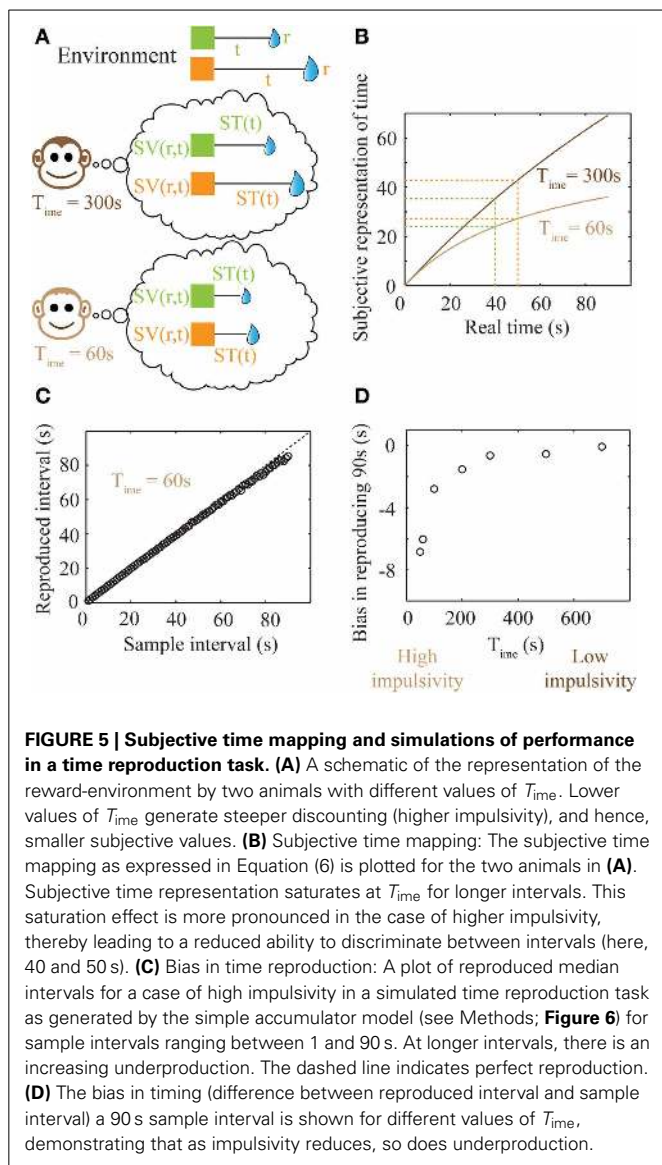 A
Environment
t
r
t
r
ST(t)
SV(r,t)
SV(r,t)
ST(t)
T_ime = 300s
ST(t)
SV(r,t)
SV(r,t)
ST(t)
T_ime = 60s
B
Subjective representation of time
60
40
20
0
T_ime = 300s
T_ime = 60s
0
20
40
60
80
Real time (s)
C
Reproduced interval (s)
80
60
40
20
0
T_ime = 60s
0
20
40
60
80
Sample interval (s)
D
Bias in reproducing 90s (s)
0
-4
-8
200
400
600
T_ime (s)
High
impulsivity
Low
impulsivity
FIGURE 5 | Subjective time mapping and simulations of performance
in a time reproduction task. (A) A schematic of the representation of the
reward-environment by two animals with different values of T_ime. Lower
values of T_ime generate steeper discounting (higher impulsivity), and hence,
smaller subjective values. (B) Subjective time mapping: The subjective time
mapping as expressed in Equation (6) is plotted for the two animals in (A).
Subjective time representation saturates at T_ime for longer intervals. This
saturation effect is more pronounced in the case of higher impulsivity,
thereby leading to a reduced ability to discriminate between intervals (here,
40 and 50 s). (C) Bias in time reproduction: A plot of reproduced median
intervals for a case of high impulsivity in a simulated time reproduction task
as generated by the simple accumulator model (see Methods; Figure 6) for
sample intervals ranging between 1 and 90 s. At longer intervals, there is an
increasing underproduction. The dashed line indicates perfect reproduction.
(D) The bias in timing (difference between reproduced interval and sample
interval) a 90 s sample interval is shown for different values of T_ime,
demonstrating that as impulsivity reduces, so does underproduction.